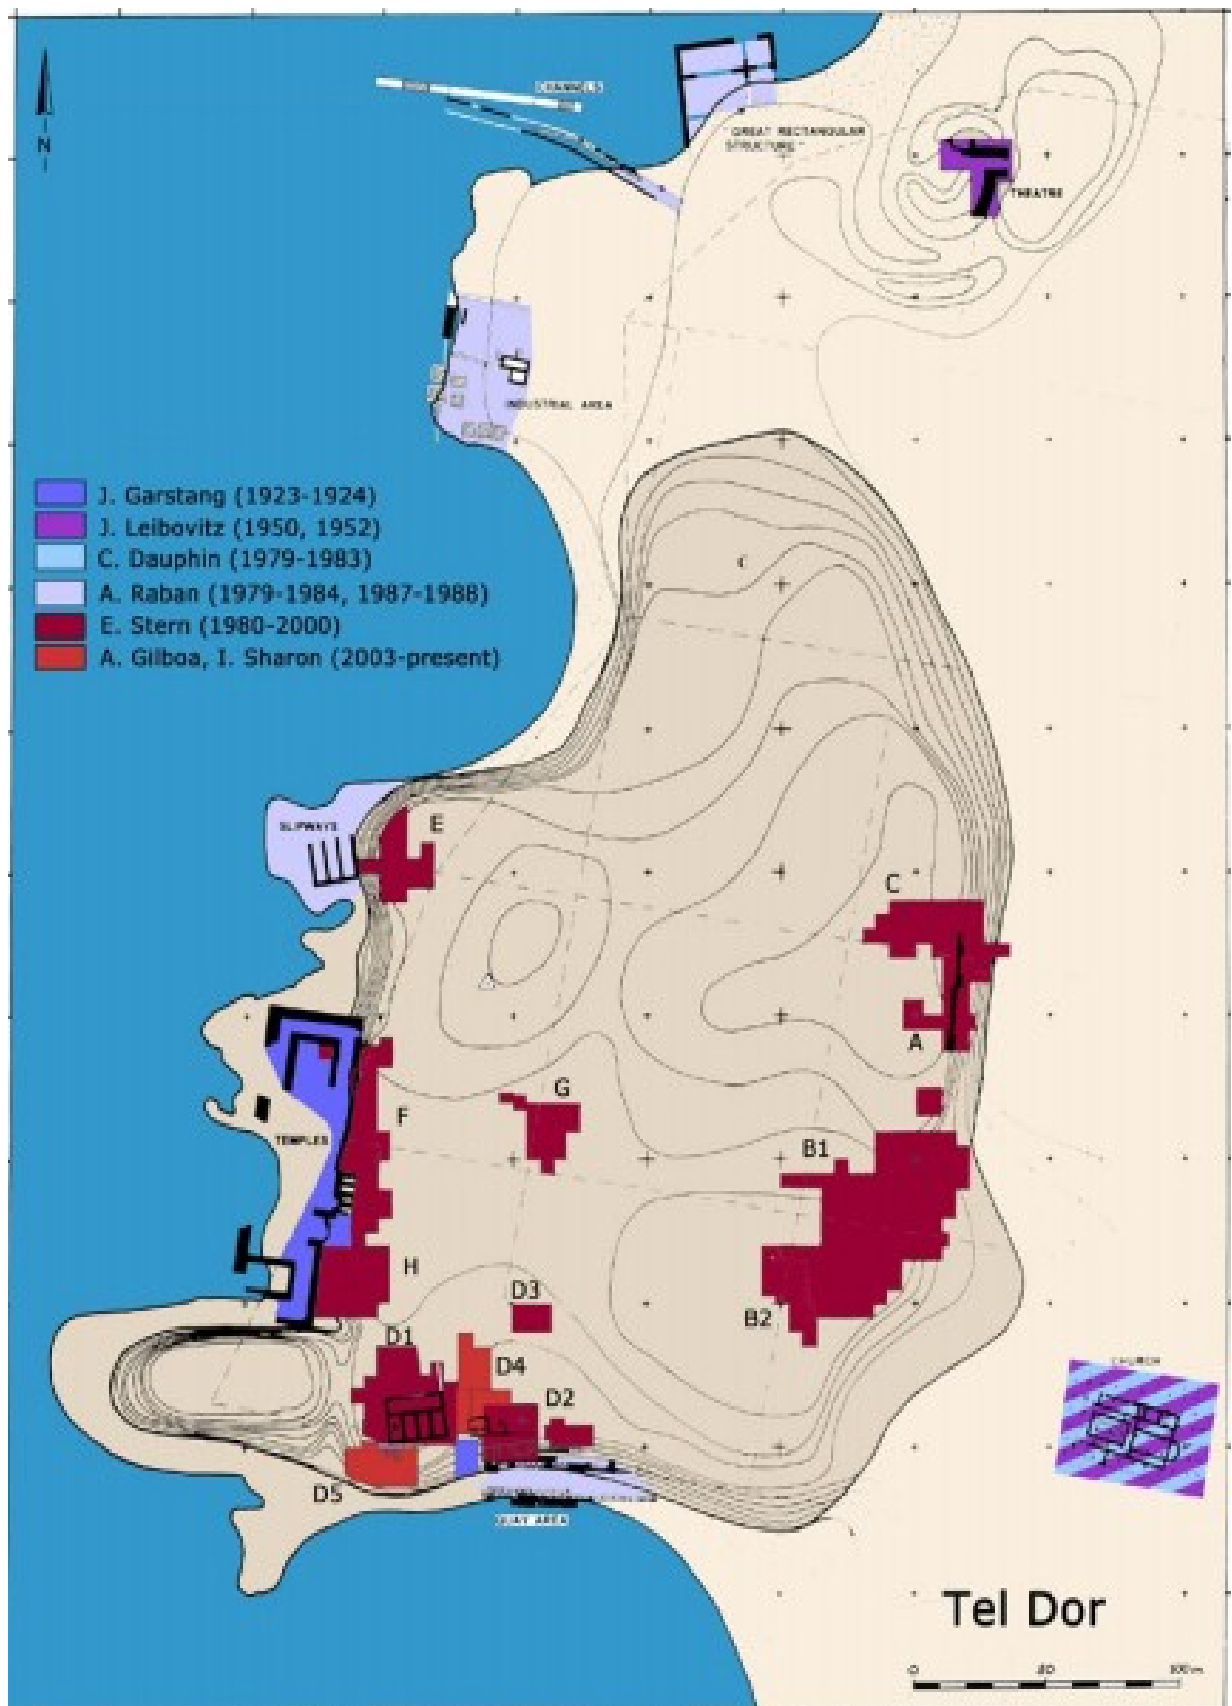 CHANNELS
N
"GREAT RECTANGULAR
STRUCTURE"
THEATRE
INDUSTRIAL AREA
J. Garstang (1923-1924)
J. Leibovitz (1950, 1952)
C. Dauphin (1979-1983)
A. Raban (1979-1984, 1987-1988)
E. Stern (1980-2000)
A. Gilboa, I. Sharon (2003-present)
SLIPWAYS
E
C
A
G
F
TEMPLES
B1
H
D3
B2
D1
D4
CHURCH
D2
D5
QUAY AREA
Tel Dor
0 50 100m